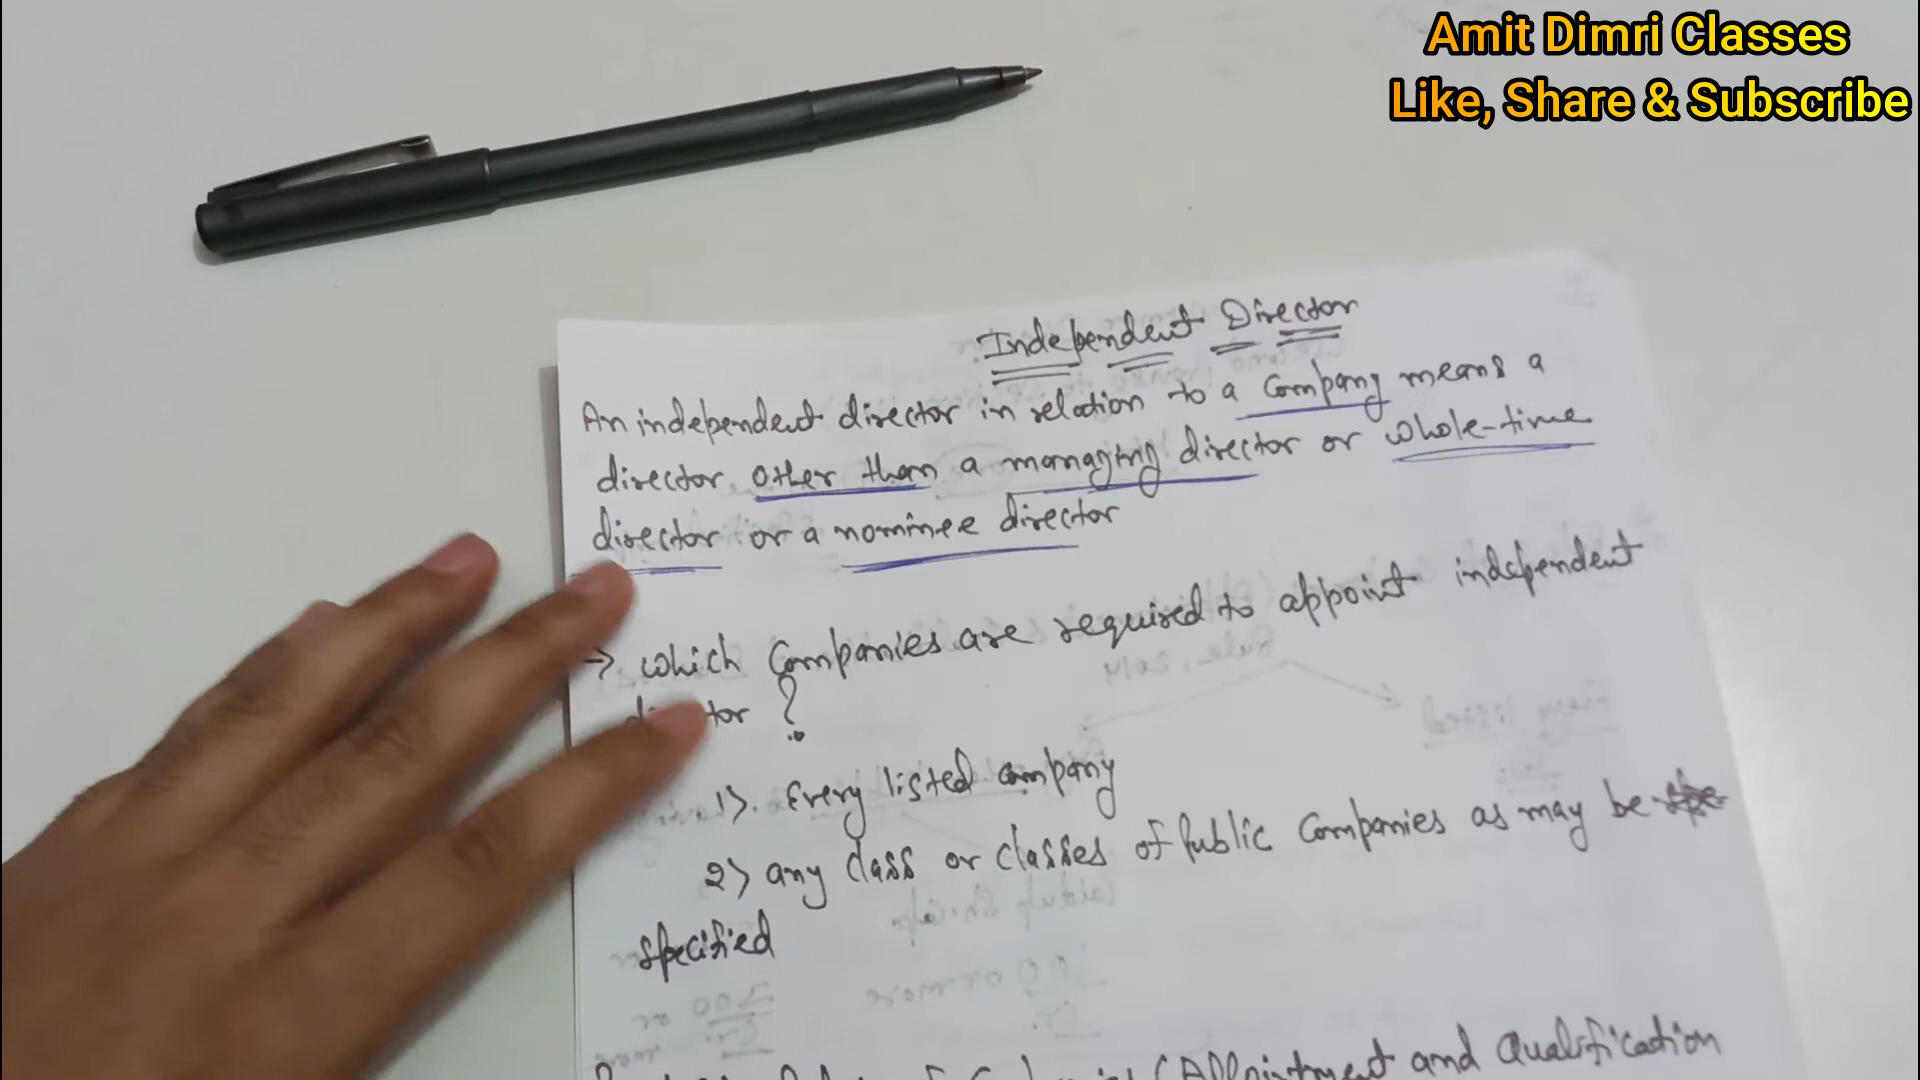 Amit Dimri Classes
Like, Share & Subscribe
Independent Director
An independent director in relation to a Company means a
director other than a managing director or whole-time
director or a nominee director
→ which Companies are required to appoint independent
director ?
1). Every listed company
2) any class or classes of Public Companies as may be
specified
(Appointment and Qualification